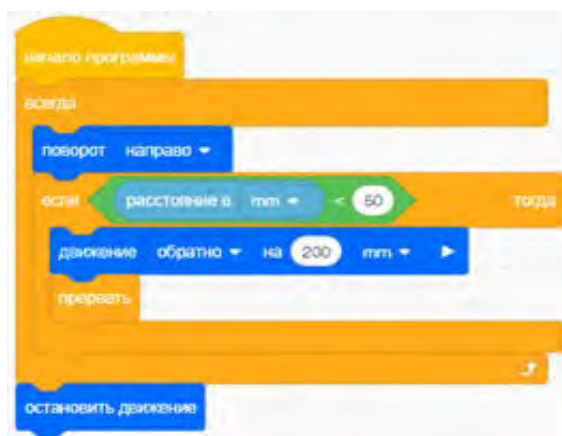 начало программы
всегда
поворот направо
если расстояние в mm < 50 тогда
движение обратно на 200 mm
прервать
остановить движение